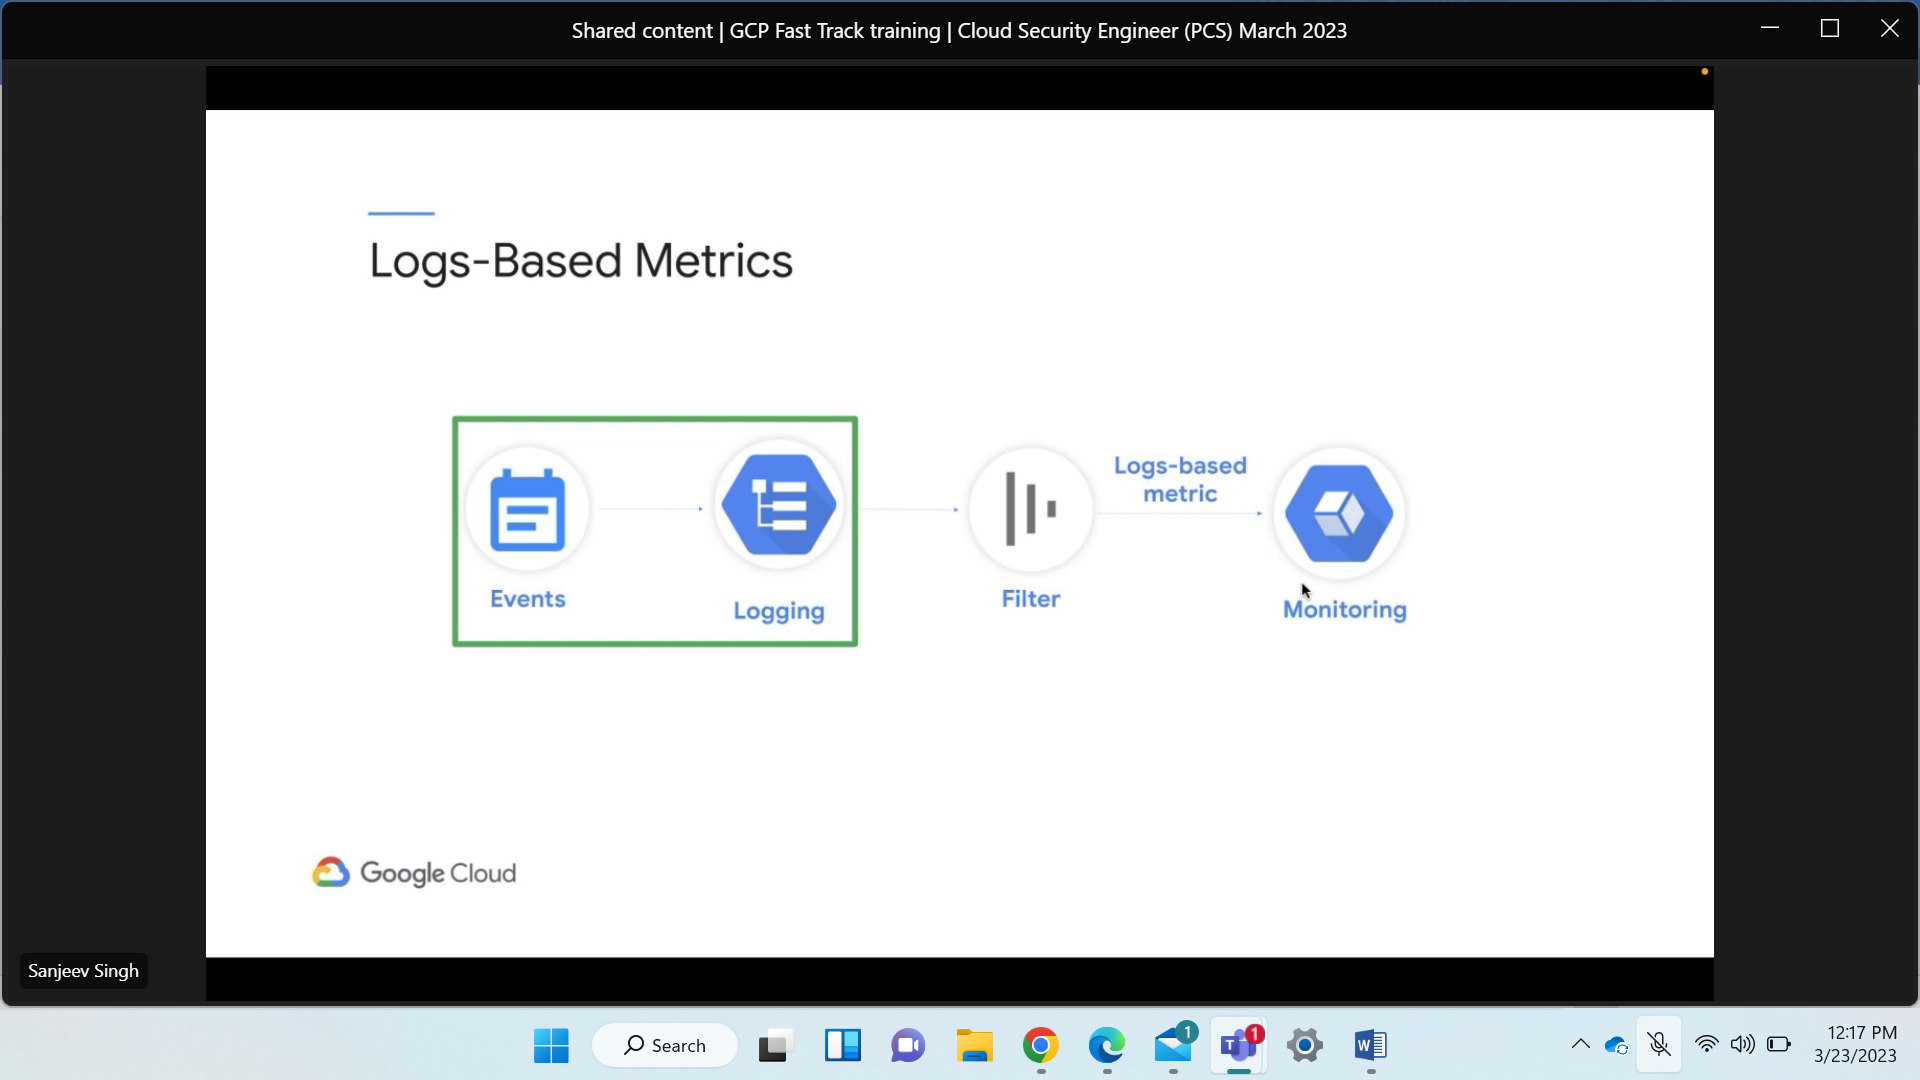 Shared content | GCP Fast Track training | Cloud Security Engineer (PCS) March 2023
Logs-Based Metrics
Events
Logging
Filter
Logs-based
metric
Monitoring
Google Cloud
Sanjeev Singh
Search
1
1
12:17 PM
3/23/2023